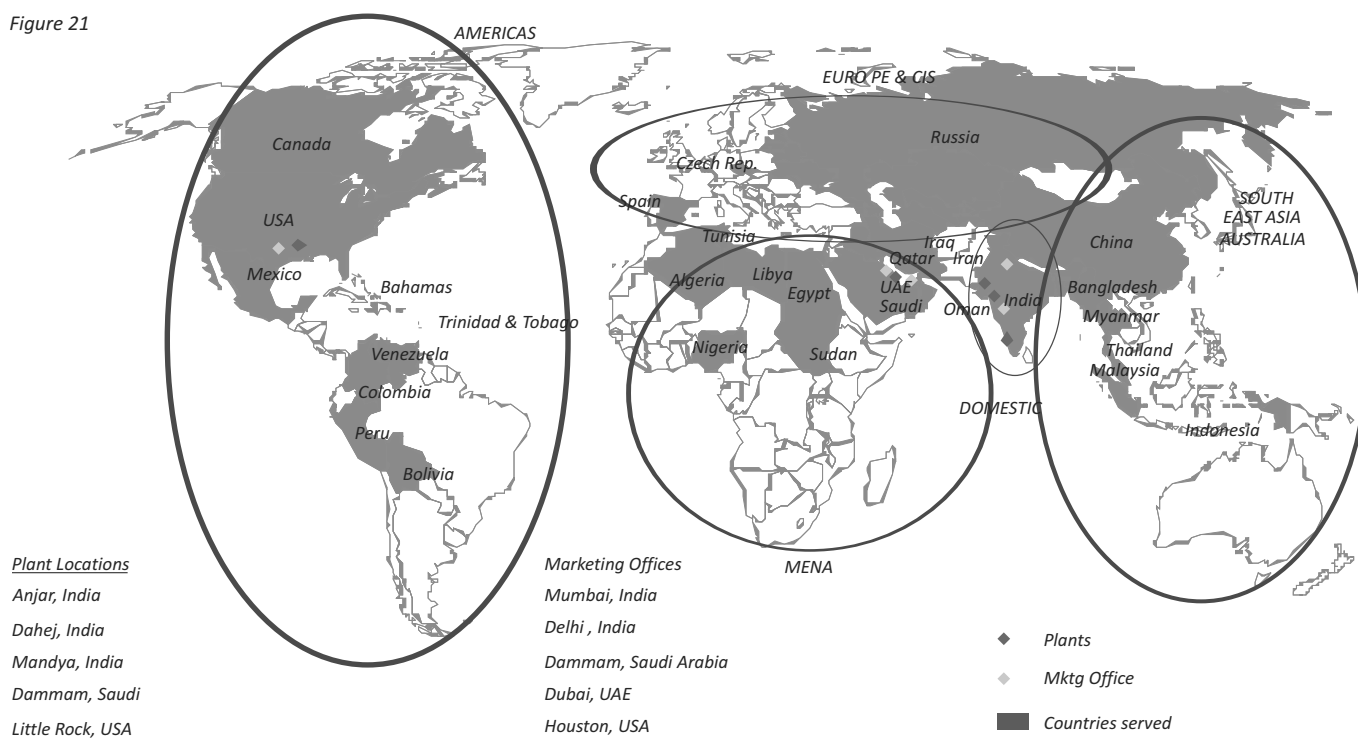 Figure 21
AMERICAS
EURO PE & CIS
Canada
Russia
Czech Rep.
Spain
SOUTH
EAST ASIA
AUSTRALIA
USA
Tunisia
Iraq
China
Qatar
Iran
Mexico
Algeria
Libya
Egypt
UAE
Saudi
Bahamas
Oman
India
Bangladesh
Myanmar
Trinidad & Tobago
Venezuela
Nigeria
Sudan
Thailand
Malaysia
Colombia
DOMESTIC
Peru
Indonesia
Bolivia
MENA
Plant Locations
Anjar, India
Dahej, India
Mandya, India
Dammam, Saudi
Little Rock, USA
Marketing Offices
Mumbai, India
Delhi , India
Dammam, Saudi Arabia
Dubai, UAE
Houston, USA
Plants
Mktg Office
Countries served